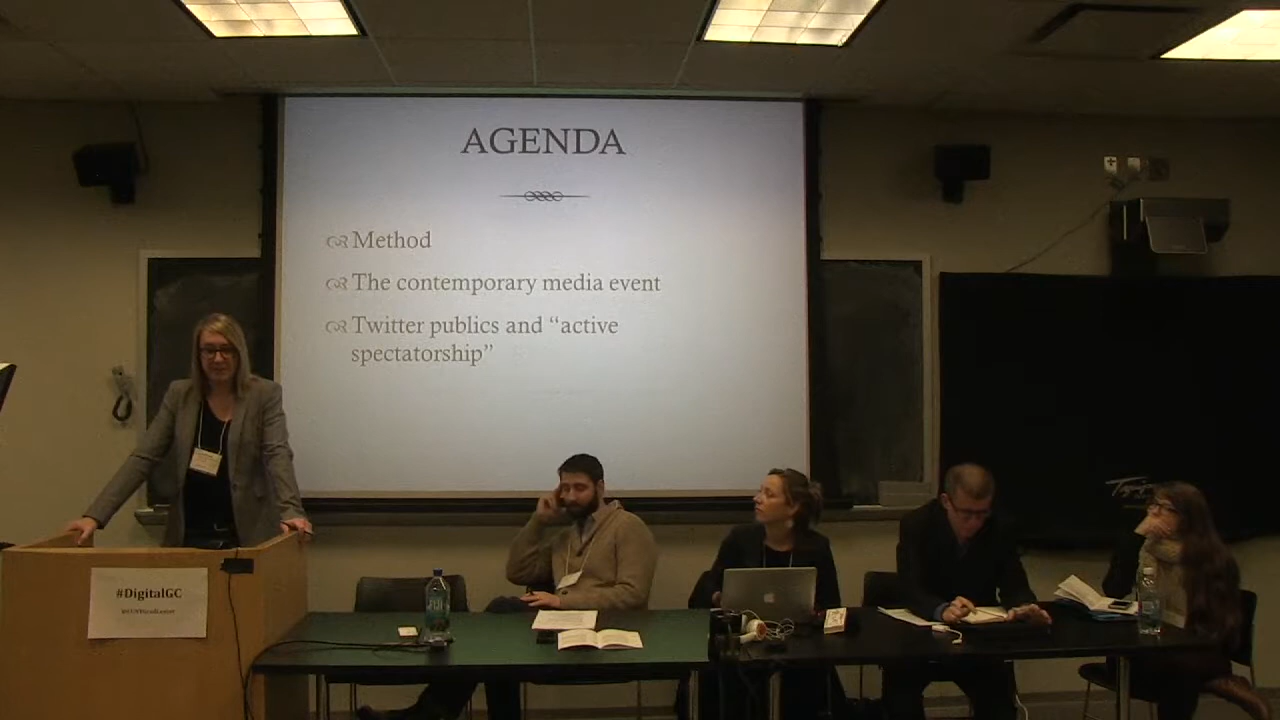 AGENDA
Method
The contemporary media event
Twitter publics and “active
spectatorship”
#DigitalGC